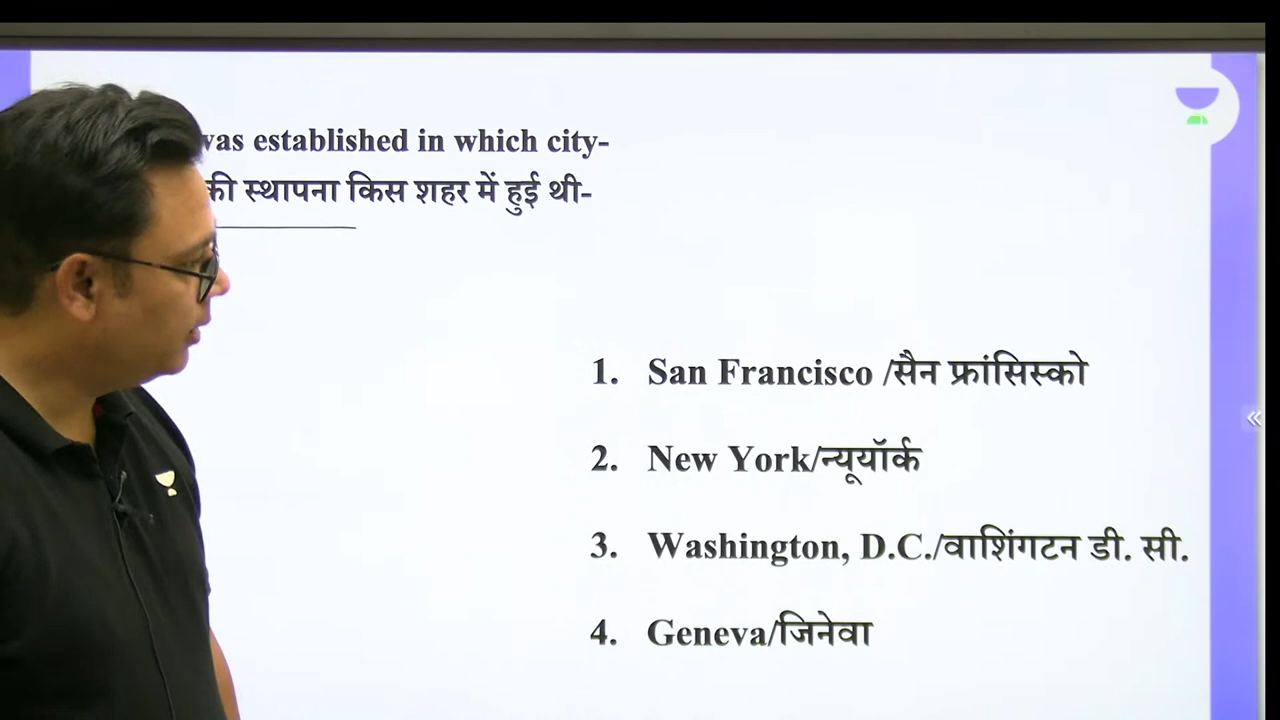 was established in which city-
की स्थापना किस शहर में हुई थी-
1. San Francisco /सैन फ्रांसिस्को
2. New York/न्यूयॉर्क
3. Washington, D.C./वाशिंगटन डी. सी.
4. Geneva/जिनेवा